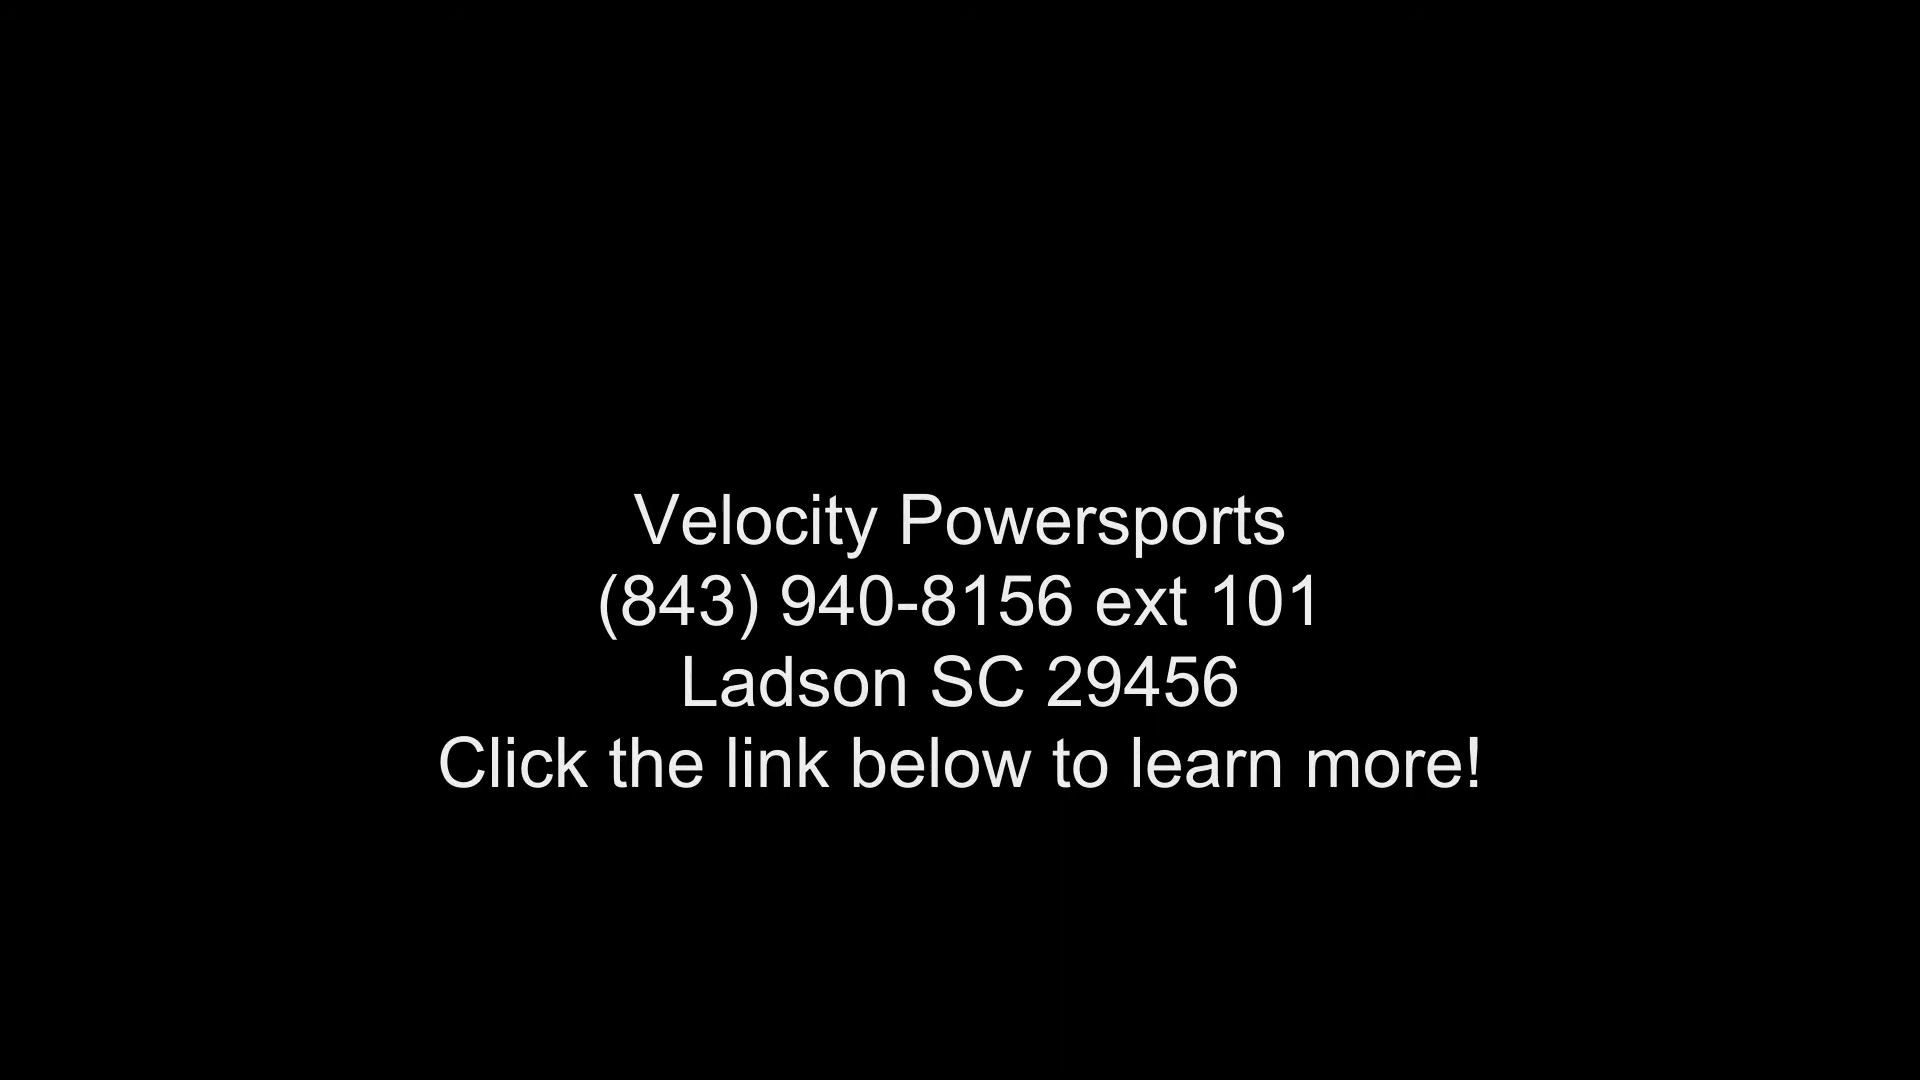 Velocity Powersports
(843) 940-8156 ext 101
Ladson SC 29456
Click the link below to learn more!